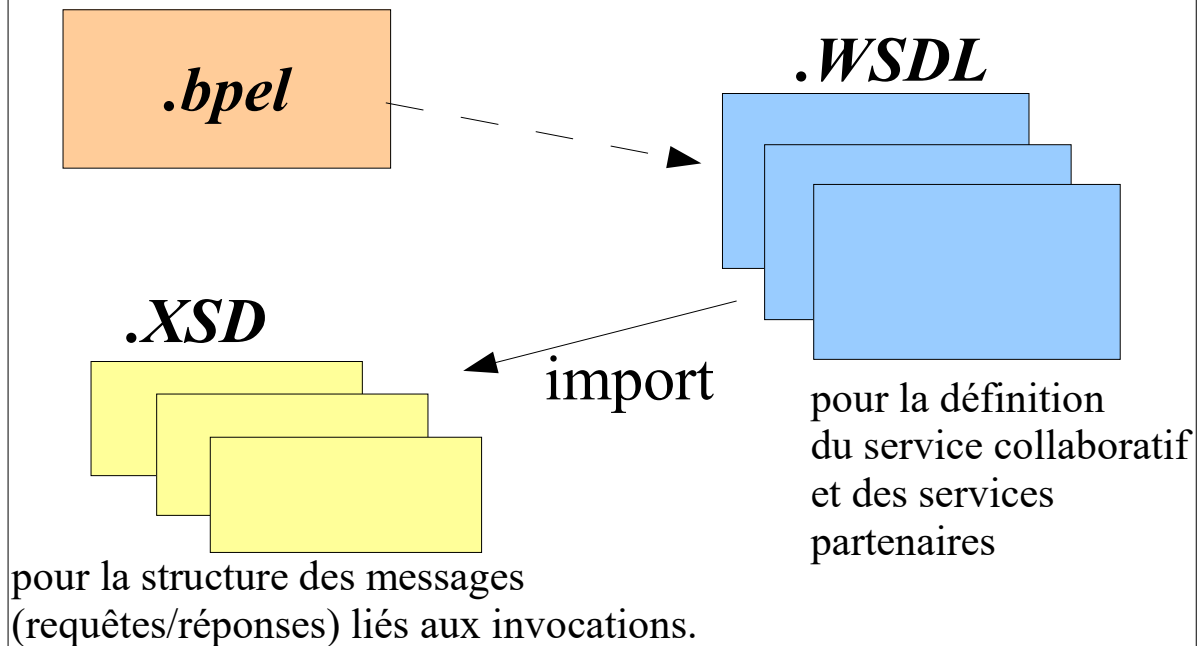 .bpel
.WSDL
.XSD
import
pour la définition
du service collaboratif
et des services
partenaires
pour la structure des messages
(requêtes/réponses) liés aux invocations.